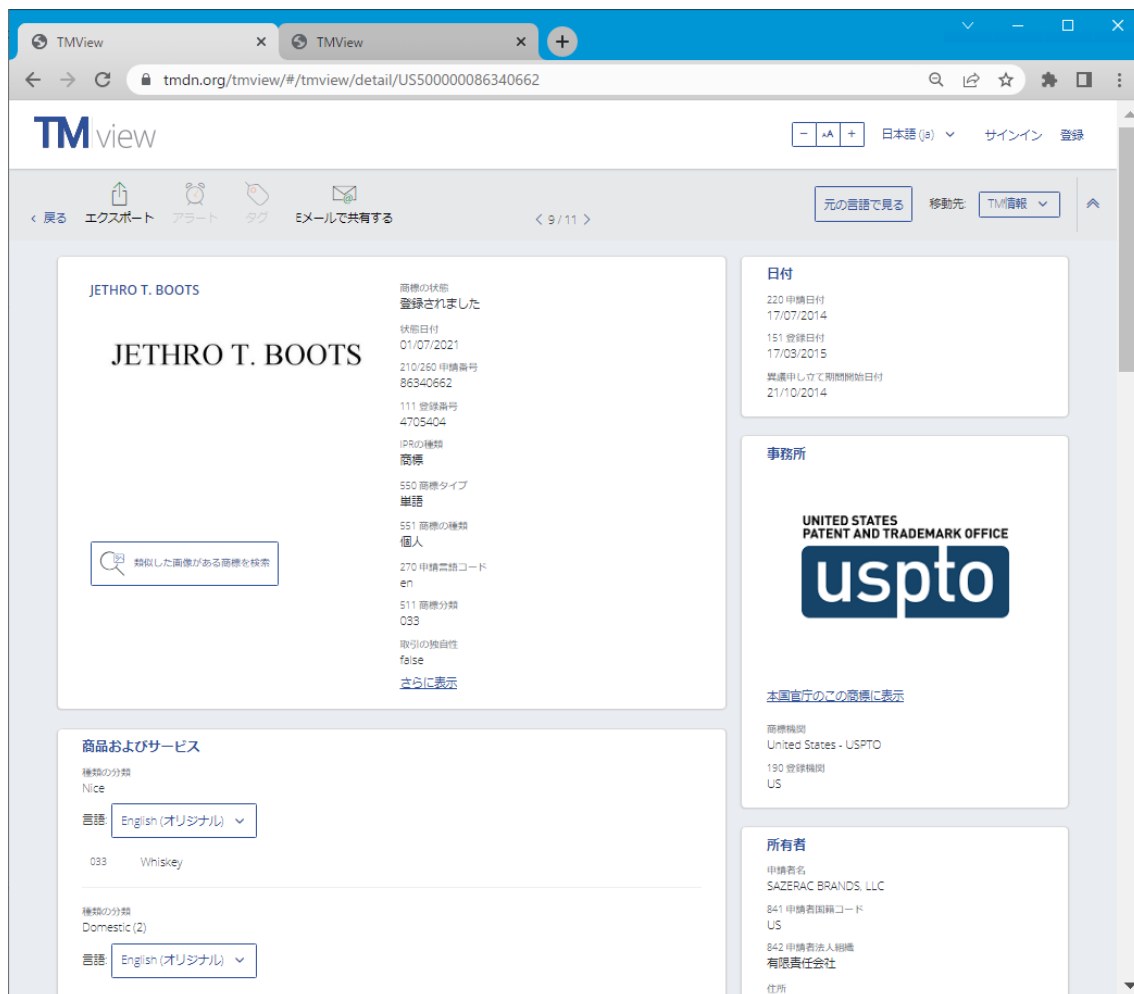 TMView
TMView
tmdn.org/tmview/#/tmview/detail/US500000086340662
TM view
日本語 (ja)
サインイン
登録
戻る
エクスポート
アラート
タグ
Eメールで共有する
9 / 11
元の言語で見る
移動先:
TM情報
JETHRO T. BOOTS
JETHRO T. BOOTS
類似した画像がある商標を検索
商標の状態
登録されました
状態日付
01/07/2021
210/260 申請番号
86340662
111 登録番号
4705404
IPRの種類
商標
550 商標タイプ
単語
551 商標の種類
個人
270 申請言語コード
en
511 商標分類
033
取引の独自性
false
さらに表示
日付
220 申請日付
17/07/2014
151 登録日付
17/03/2015
異議申し立て期間開始日付
21/10/2014
事務所
UNITED STATES
PATENT AND TRADEMARK OFFICE
uspto
本国官庁のこの商標に表示
商標機関
United States - USPTO
190 登録機関
US
商品およびサービス
種類の分類
Nice
言語:
English (オリジナル)
033 Whiskey
種類の分類
Domestic (2)
言語:
English (オリジナル)
所有者
申請者名
SAZERAC BRANDS, LLC
841 申請者国籍コード
US
842 申請者法人組織
有限責任会社
住所